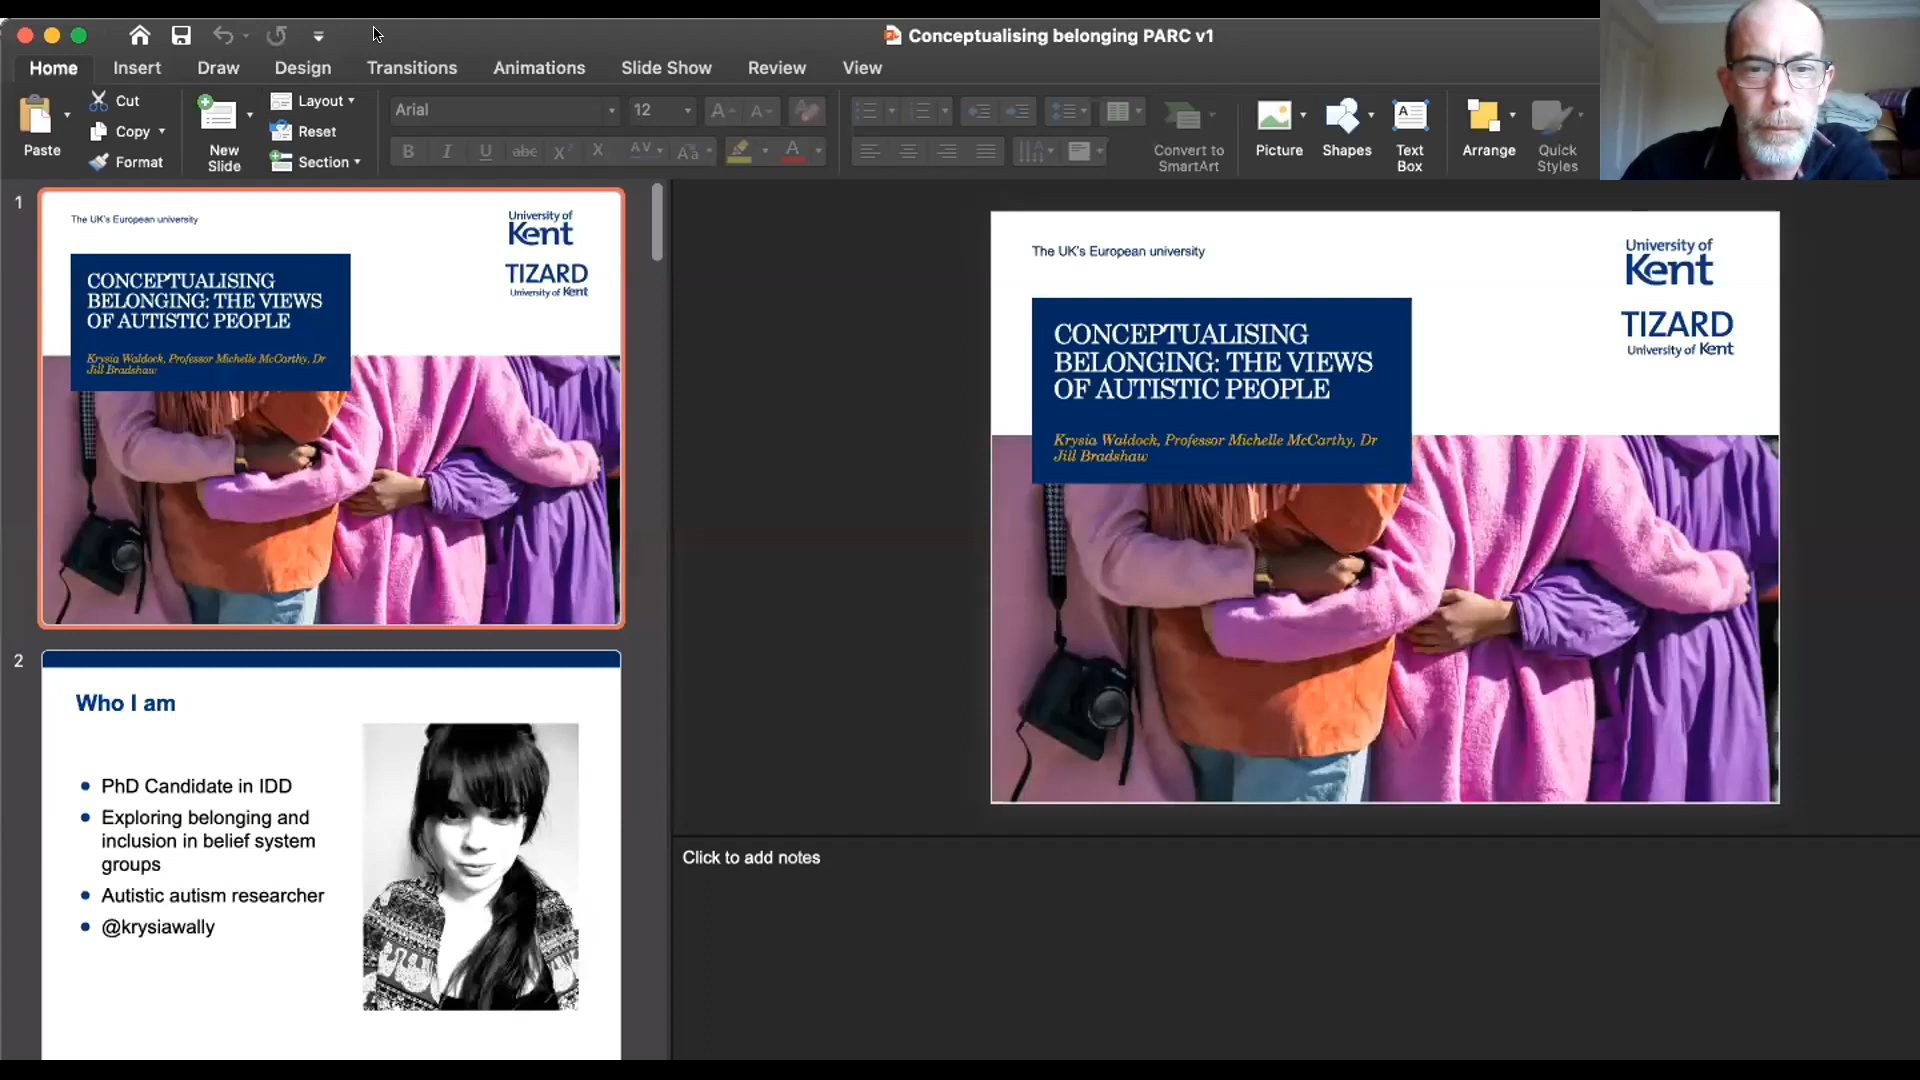 Conceptualising belonging PARC v1
Home Insert Draw Design Transitions Animations Slide Show Review View
Paste
Cut
Copy
Format
New
Slide
Layout
Reset
Section
Arial
12
Convert to
SmartArt
Picture
Shapes
Text
Box
Arrange
Quick
Styles
1
The UK's European university
University of
Kent
TIZARD
University of Kent
CONCEPTUALISING
BELONGING: THE VIEWS
OF AUTISTIC PEOPLE
Krysia Waldock, Professor Michelle McCarthy, Dr
Jill Bradshaw
2
Who I am
PhD Candidate in IDD
Exploring belonging and
inclusion in belief system
groups
Autistic autism researcher
@krysiawally
The UK's European university
University of
Kent
TIZARD
University of Kent
CONCEPTUALISING
BELONGING: THE VIEWS
OF AUTISTIC PEOPLE
Krysia Waldock, Professor Michelle McCarthy, Dr
Jill Bradshaw
Click to add notes